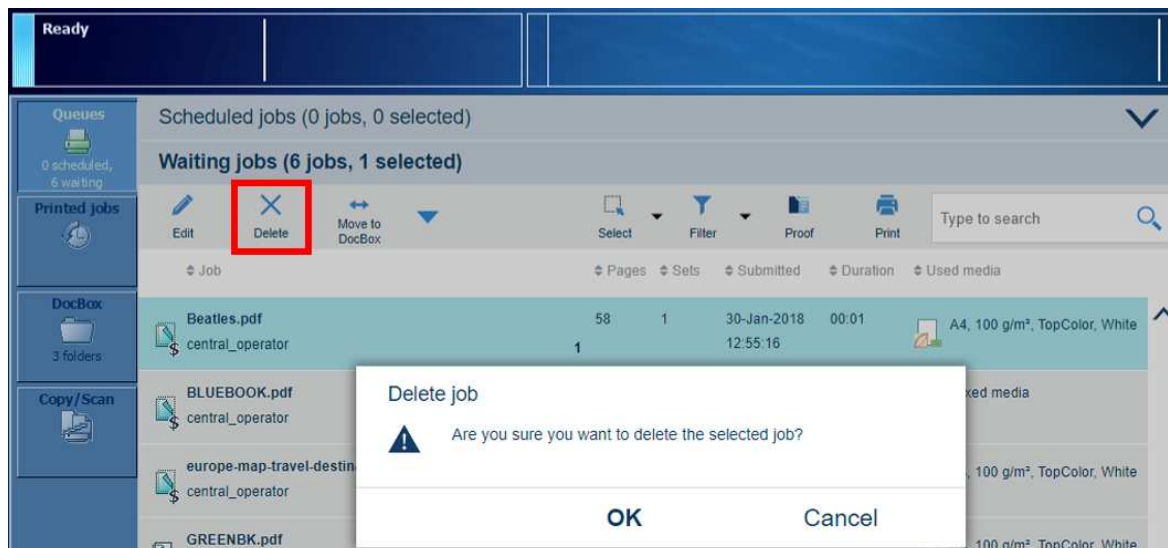 Ready
Queues
0 scheduled,
6 waiting
Printed jobs
DocBox
3 folders
Copy/Scan
Scheduled jobs (0 jobs, 0 selected)
Waiting jobs (6 jobs, 1 selected)
Edit
Delete
Move to
DocBox
Select
Filter
Proof
Print
Type to search
Job Pages Sets Submitted Duration Used media
Beatles.pdf 58 1 30-Jan-2018 00:01 A4, 100 g/m², TopColor, White
central_operator 1 12:55:16
BLUEBOOK.pdf xed media
central_operator
europe-map-travel-destin , 100 g/m², TopColor, White
central_operator
GREENBK.pdf 100 g/m², TopColor, White
Delete job
Are you sure you want to delete the selected job?
OK Cancel